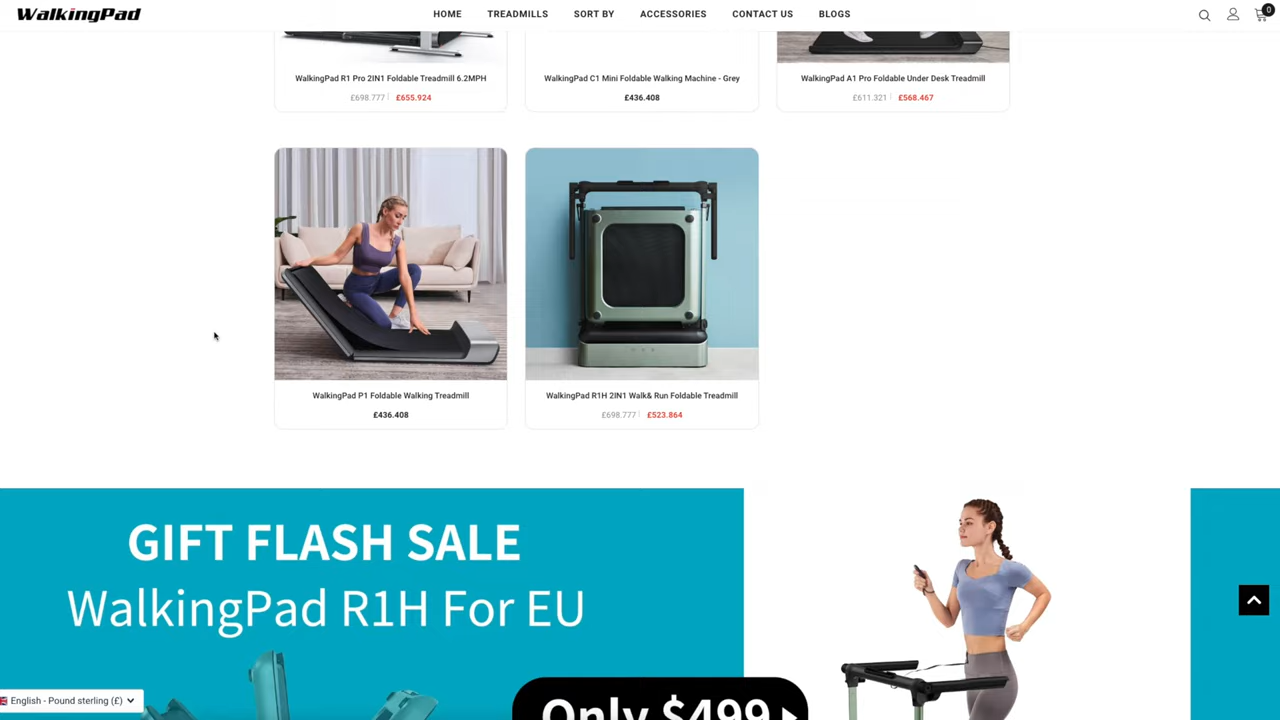 WalkingPad
HOME
TREADMILLS
SORT BY
ACCESSORIES
CONTACT US
BLOGS
0
WalkingPad R1 Pro 2IN1 Foldable Treadmill 6.2MPH
£698.777 £655.924
WalkingPad C1 Mini Foldable Walking Machine - Grey
£436.408
WalkingPad A1 Pro Foldable Under Desk Treadmill
£611.321 £568.467
WalkingPad P1 Foldable Walking Treadmill
£436.408
WalkingPad R1H 2IN1 Walk& Run Foldable Treadmill
£698.777 £523.864
GIFT FLASH SALE
WalkingPad R1H For EU
Only $499
English - Pound sterling (£)